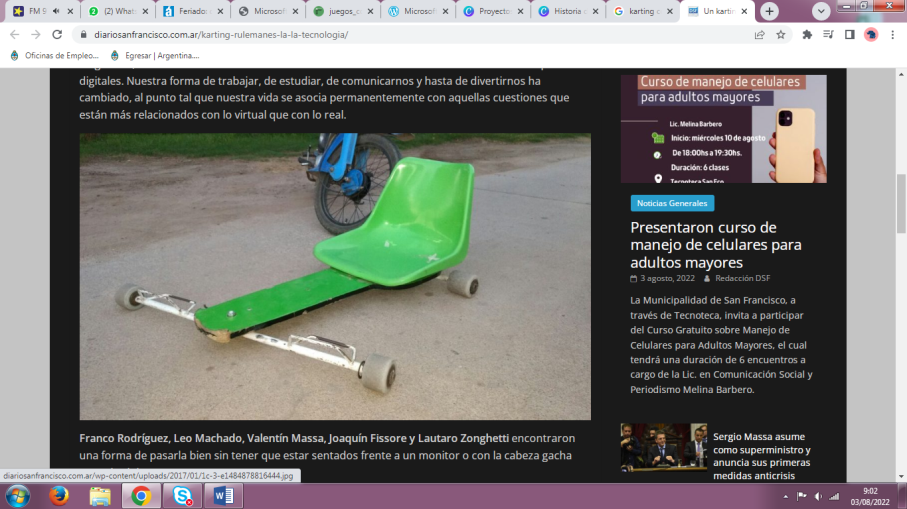 FM 9
(2) Whats
Feriado:
Microsof
juegos_c
Microsof
Proyecto
Historia d
karting c
Un kartin
diariosanfrancisco.com.ar/karting-rulemanes-la-la-tecnologia/
Oficinas de Empleo...
Egresar | Argentina....
digitales. Nuestra forma de trabajar, de estudiar, de comunicarnos y hasta de divertirnos ha
cambiado, al punto tal que nuestra vida se asocia permanentemente con aquellas cuestiones que
están más relacionados con lo virtual que con lo real.
Franco Rodríguez, Leo Machado, Valentín Massa, Joaquín Fissore y Lautaro Zonghetti encontraron
una forma de pasarla bien sin tener que estar sentados frente a un monitor o con la cabeza gacha
Curso de manejo de celulares
para adultos mayores
Lic. Melina Barbero
Inicio: miércoles 10 de agosto
De 18:00hs a 19:30hs.
Duración: 6 clases
Tecnoteca San Fco
Noticias Generales
Presentaron curso de
manejo de celulares para
adultos mayores
3 agosto, 2022 Redacción DSF
La Municipalidad de San Francisco, a
través de Tecnoteca, invita a participar
del Curso Gratuito sobre Manejo de
Celulares para Adultos Mayores, el cual
tendrá una duración de 6 encuentros a
cargo de la Lic. en Comunicación Social y
Periodismo Melina Barbero.
Sergio Massa asume
como superministro y
anuncia sus primeras
medidas anticrisis
diariosanfrancisco.com.ar/wp-content/uploads/2017/01/1c-3-e1484878816444.jpg
9:02
03/08/2022